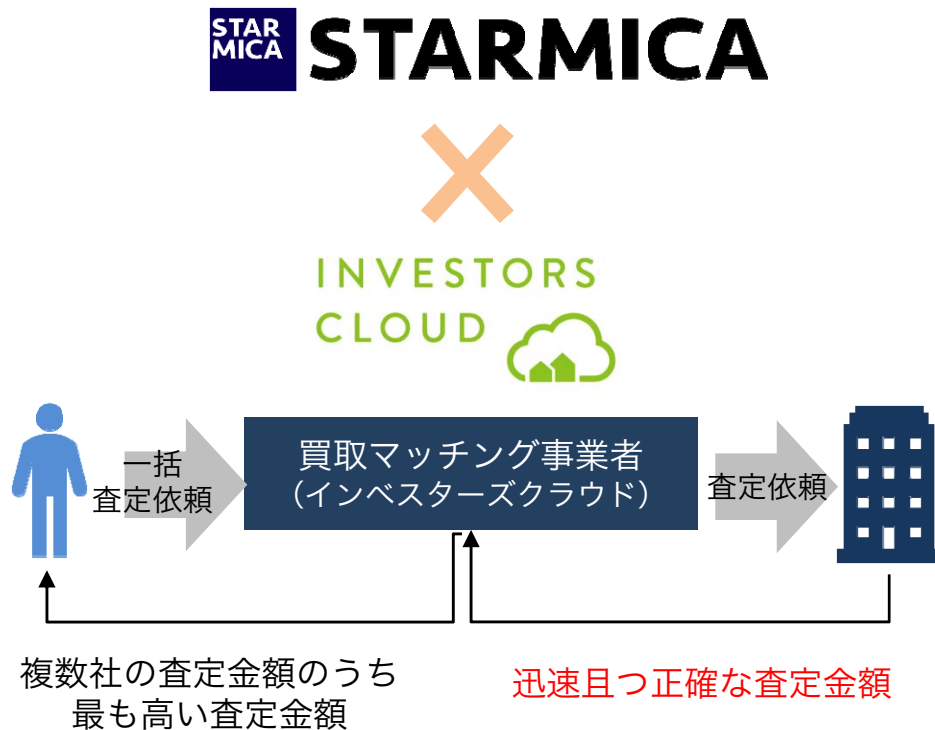 STAR
MICA
STARMICA
INVESTORS
CLOUD
一括
査定依頼
買取マッチング事業者
（インベスターズクラウド）
査定依頼
複数社の査定金額のうち
最も高い査定金額
迅速且つ正確な査定金額